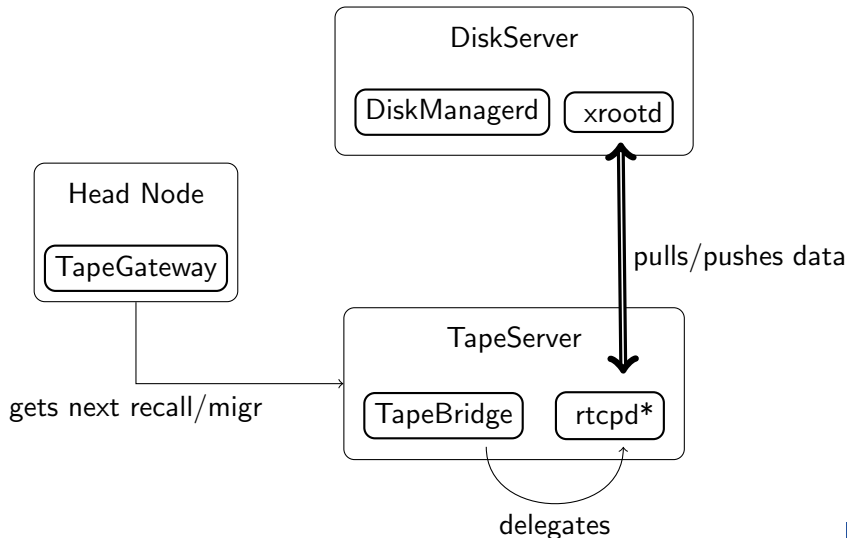 DiskServer
DiskManagerd
xrootd
Head Node
TapeGateway
pulls/pushes data
TapeServer
gets next recall/migr
TapeBridge
rtcpd*
delegates